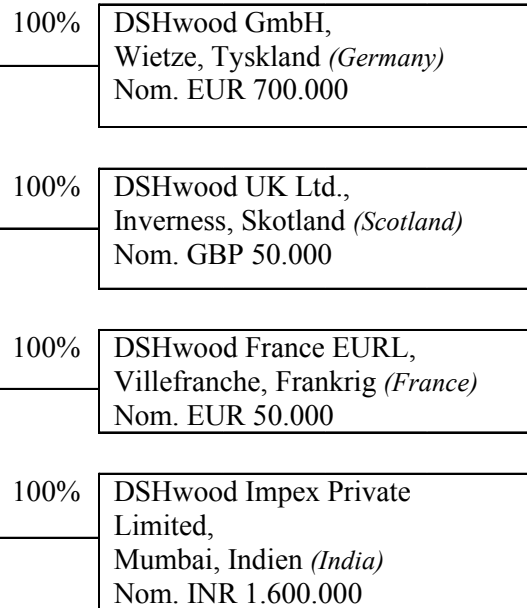 100% DSHwood GmbH,
Wietze, Tyskland (Germany)
Nom. EUR 700.000
100% DSHwood UK Ltd.,
Inverness, Skotland (Scotland)
Nom. GBP 50.000
100% DSHwood France EURL,
Villefranche, Frankrig (France)
Nom. EUR 50.000
100% DSHwood Impex Private
Limited,
Mumbai, Indien (India)
Nom. INR 1.600.000